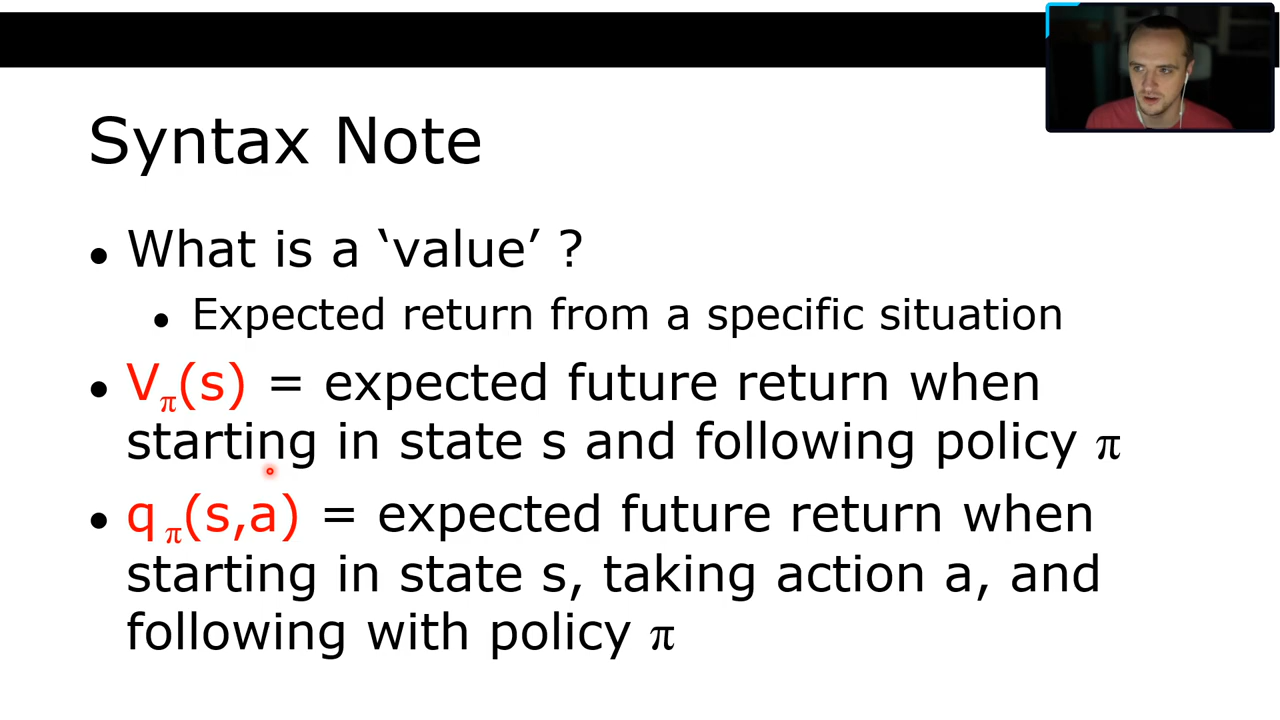 Syntax Note
• What is a ‘value’ ?
• Expected return from a specific situation
• Vπ(s) = expected future return when
starting in state s and following policy π
• qπ(s,a) = expected future return when
starting in state s, taking action a, and
following with policy π